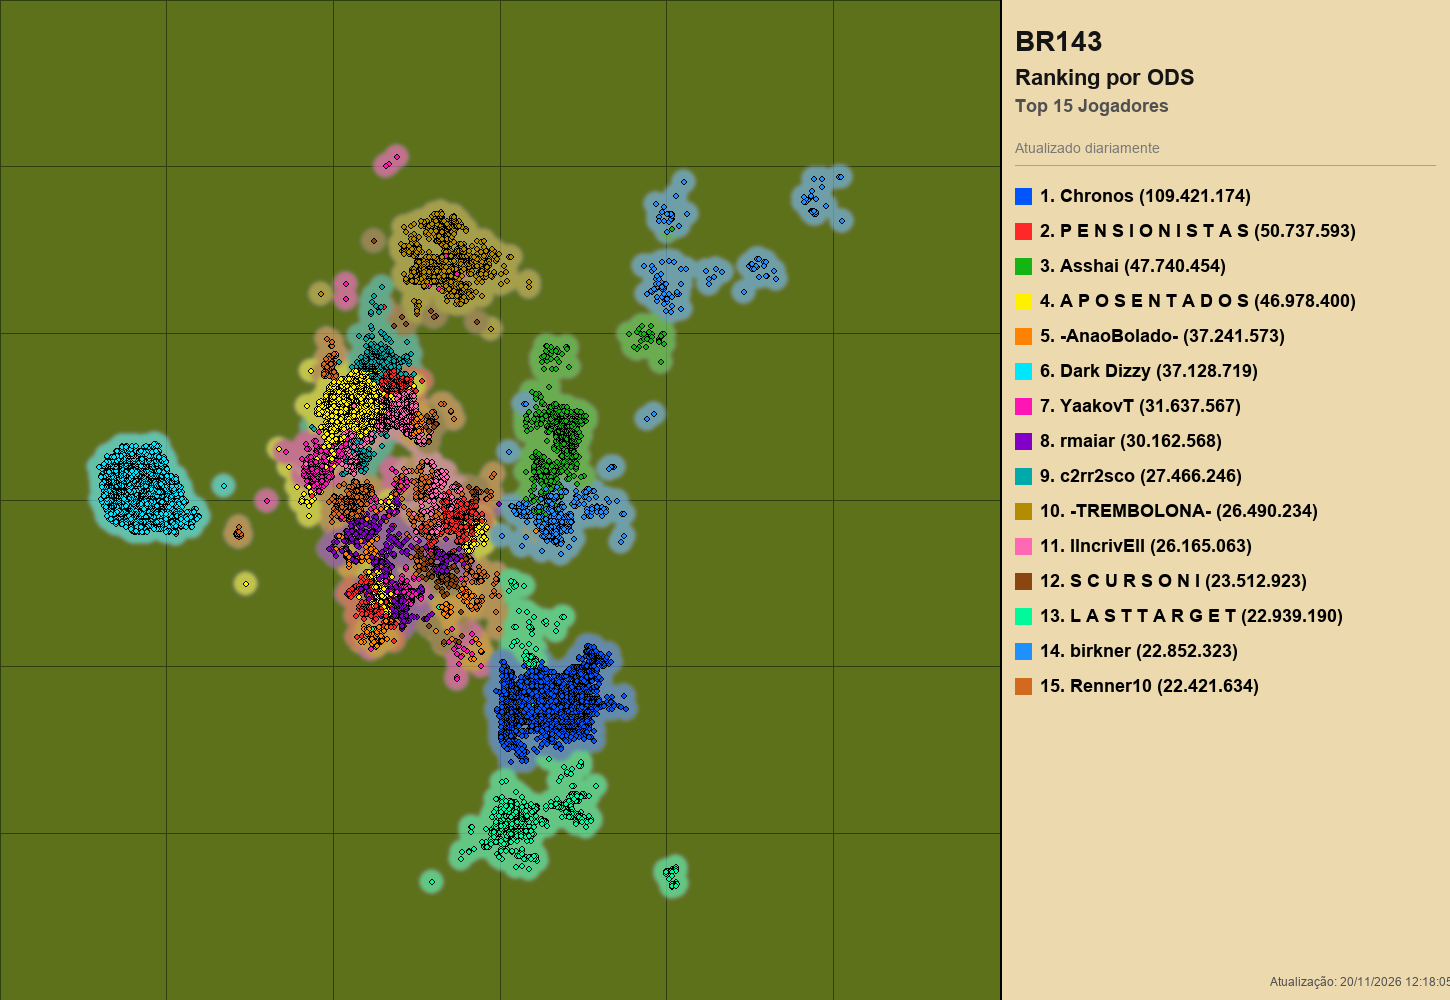 BR143
Ranking por ODS
Top 15 Jogadores
Atualizado diariamente
1. Chronos (109.421.174)
2. P E N S I O N I S T A S (50.737.593)
3. Asshai (47.740.454)
4. A P O S E N T A D O S (46.978.400)
5. -AnaoBolado- (37.241.573)
6. Dark Dizzy (37.128.719)
7. YaakovT (31.637.567)
8. rmaiar (30.162.568)
9. c2rr2sco (27.466.246)
10. -TREMBOLONA- (26.490.234)
11. IlncrivEll (26.165.063)
12. S C U R S O N I (23.512.923)
13. L A S T T A R G E T (22.939.190)
14. birkner (22.852.323)
15. Renner10 (22.421.634)
Atualização: 20/11/2026 12:18:05